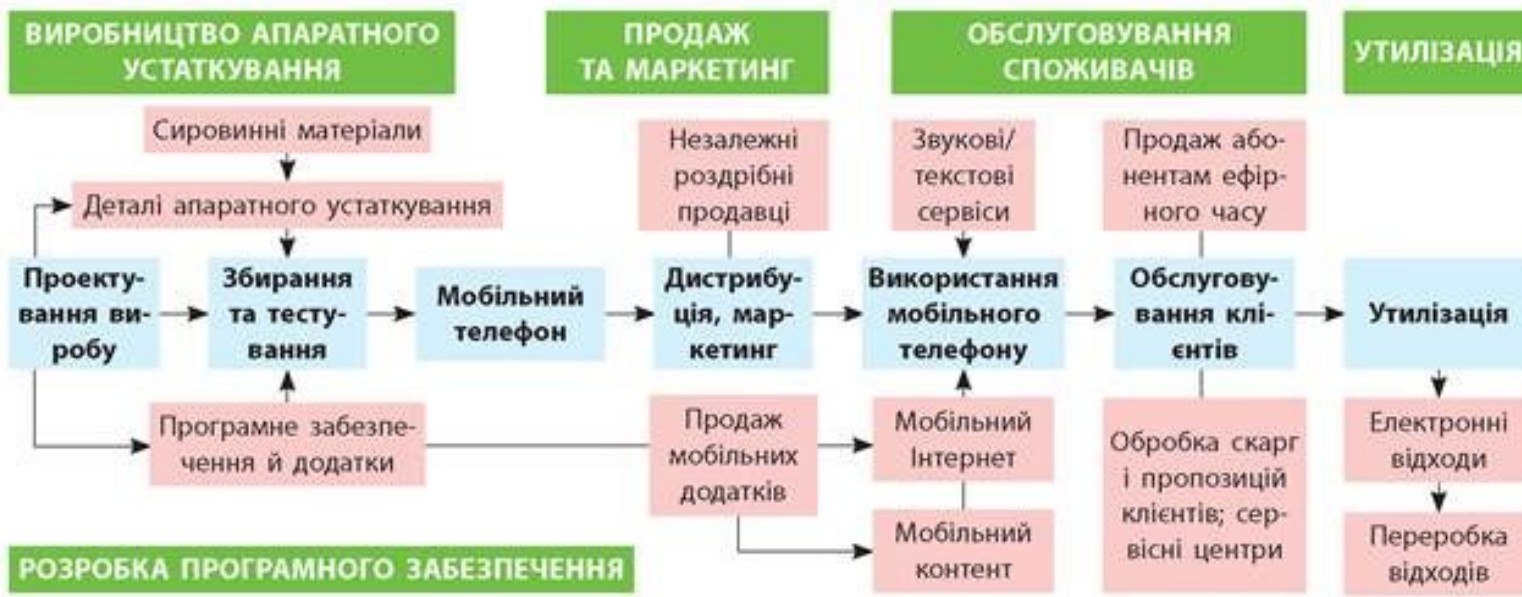 ВИРОБНИЦТВО АПАРАТНОГО
УСТАТКУВАННЯ
ПРОДАЖ
ТА МАРКЕТИНГ
ОБСЛУГОВУВАННЯ
СПОЖИВАЧІВ
УТИЛІЗАЦІЯ
Сировинні матеріали
Деталі апаратного устаткування
Незалежні
роздрібні
продавці
Звукові/
текстові
сервіси
Продаж або-
нентам ефір-
ного часу
Проекту-
вання ви-
робу
Збирання
та тесту-
вання
Мобільний
телефон
Дистрибу-
ція, мар-
кетинг
Використання
мобільного
телефону
Обслугову-
вання клі-
єнтів
Утилізація
Програмне забезпе-
чення й додатки
Продаж
мобільних
додатків
Мобільний
Інтернет
Мобільний
контент
Обробка скарг
і пропозицій
клієнтів; сер-
вісні центри
Електронні
відходи
Переробка
відходів
РОЗРОБКА ПРОГРАМНОГО ЗАБЕЗПЕЧЕННЯ